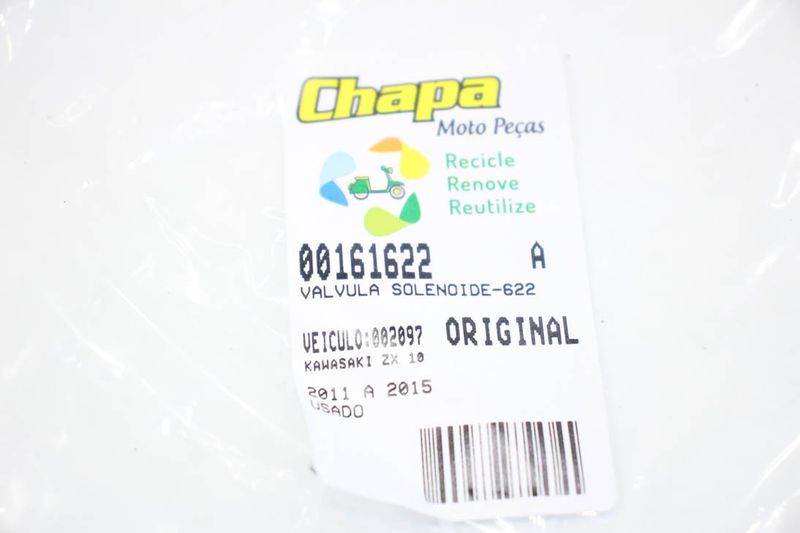 Chapa
Moto Peças
Recicle
Renove
Reutilize
00161622 A
VALVULA SOLENOIDE-622
VEICULO:002097 ORIGINAL
KAWASAKI ZX 10
2011 A 2015
USADO